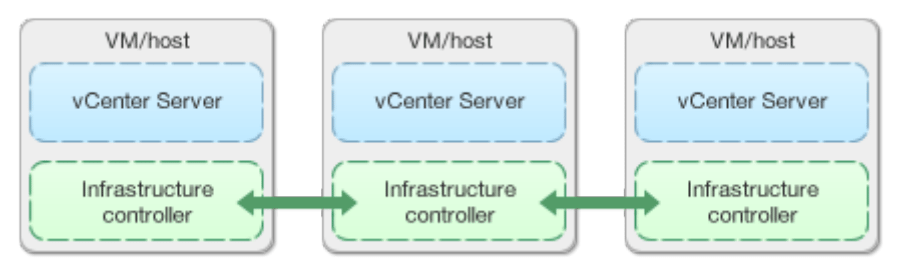 VM/host
vCenter Server
Infrastructure
controller
VM/host
vCenter Server
Infrastructure
controller
VM/host
vCenter Server
Infrastructure
controller